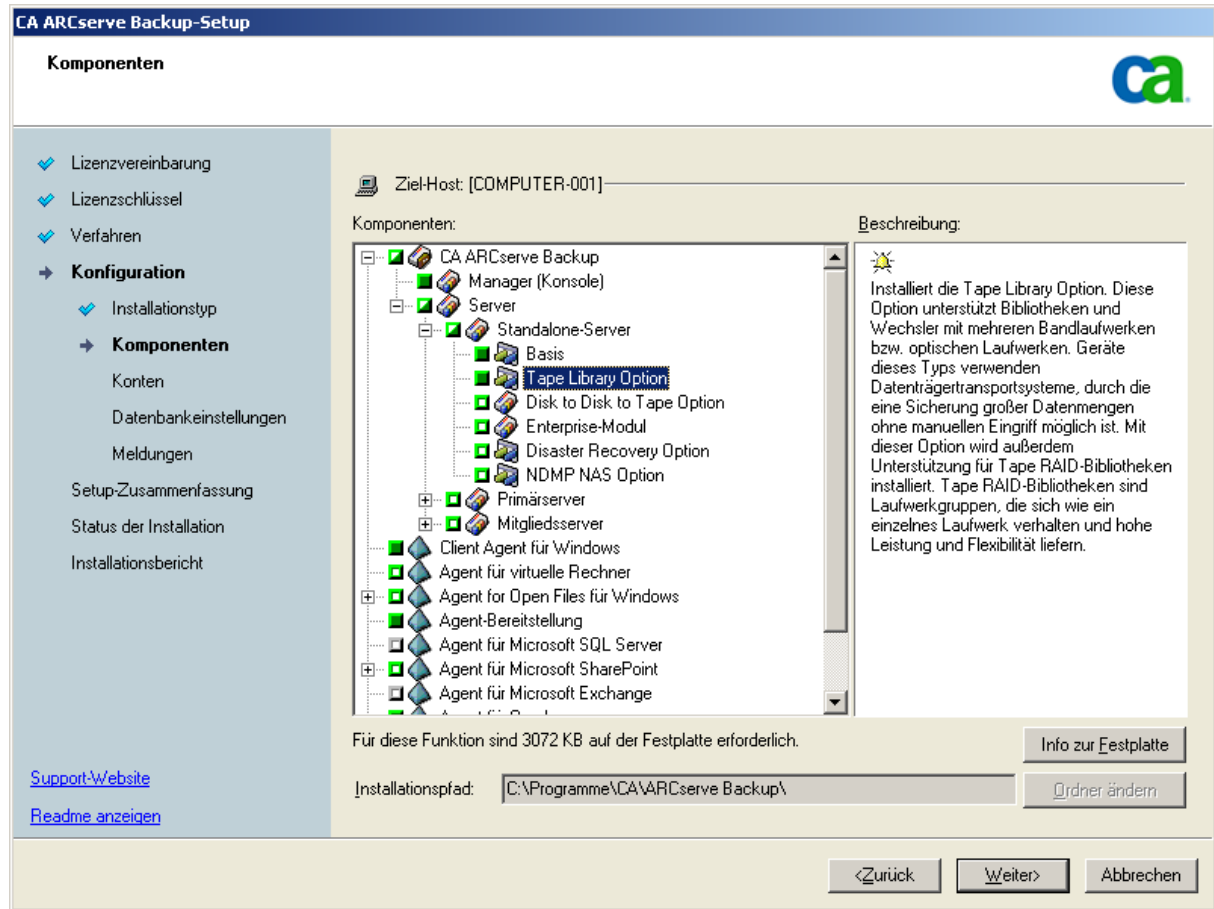 CA ARCserve Backup-Setup
Komponenten
ca
Lizenzvereinbarung
Lizenzschlüssel
Verfahren
Konfiguration
Installationstyp
Komponenten
Konten
Datenbankeinstellungen
Meldungen
Setup-Zusammenfassung
Status der Installation
Installationsbericht
Support-Website
Readme anzeigen
Ziel-Host: [COMPUTER-001]
Komponenten:
CA ARCserve Backup
Manager (Konsole)
Server
Standalone-Server
Basis
Tape Library Option
Disk to Disk to Tape Option
Enterprise-Modul
Disaster Recovery Option
NDMP NAS Option
Primärserver
Mitgliedsserver
Client Agent für Windows
Agent für virtuelle Rechner
Agent for Open Files für Windows
Agent-Bereitstellung
Agent für Microsoft SQL Server
Agent für Microsoft SharePoint
Agent für Microsoft Exchange
Beschreibung:
Installiert die Tape Library Option. Diese
Option unterstützt Bibliotheken und
Wechsler mit mehreren Bandlaufwerken
bzw. optischen Laufwerken. Geräte
dieses Typs verwenden
Datenträgertransportsysteme, durch die
eine Sicherung großer Datenmengen
ohne manuellen Eingriff möglich ist. Mit
dieser Option wird außerdem
Unterstützung für Tape RAID-Bibliotheken
installiert. Tape RAID-Bibliotheken sind
Laufwerkgruppen, die sich wie ein
einzelnes Laufwerk verhalten und hohe
Leistung und Flexibilität liefern.
Für diese Funktion sind 3072 KB auf der Festplatte erforderlich.
Info zur Festplatte
Installationspfad:
C:\Programme\CA\ARCserve Backup\
Ordner ändern
<Zurück
Weiter>
Abbrechen